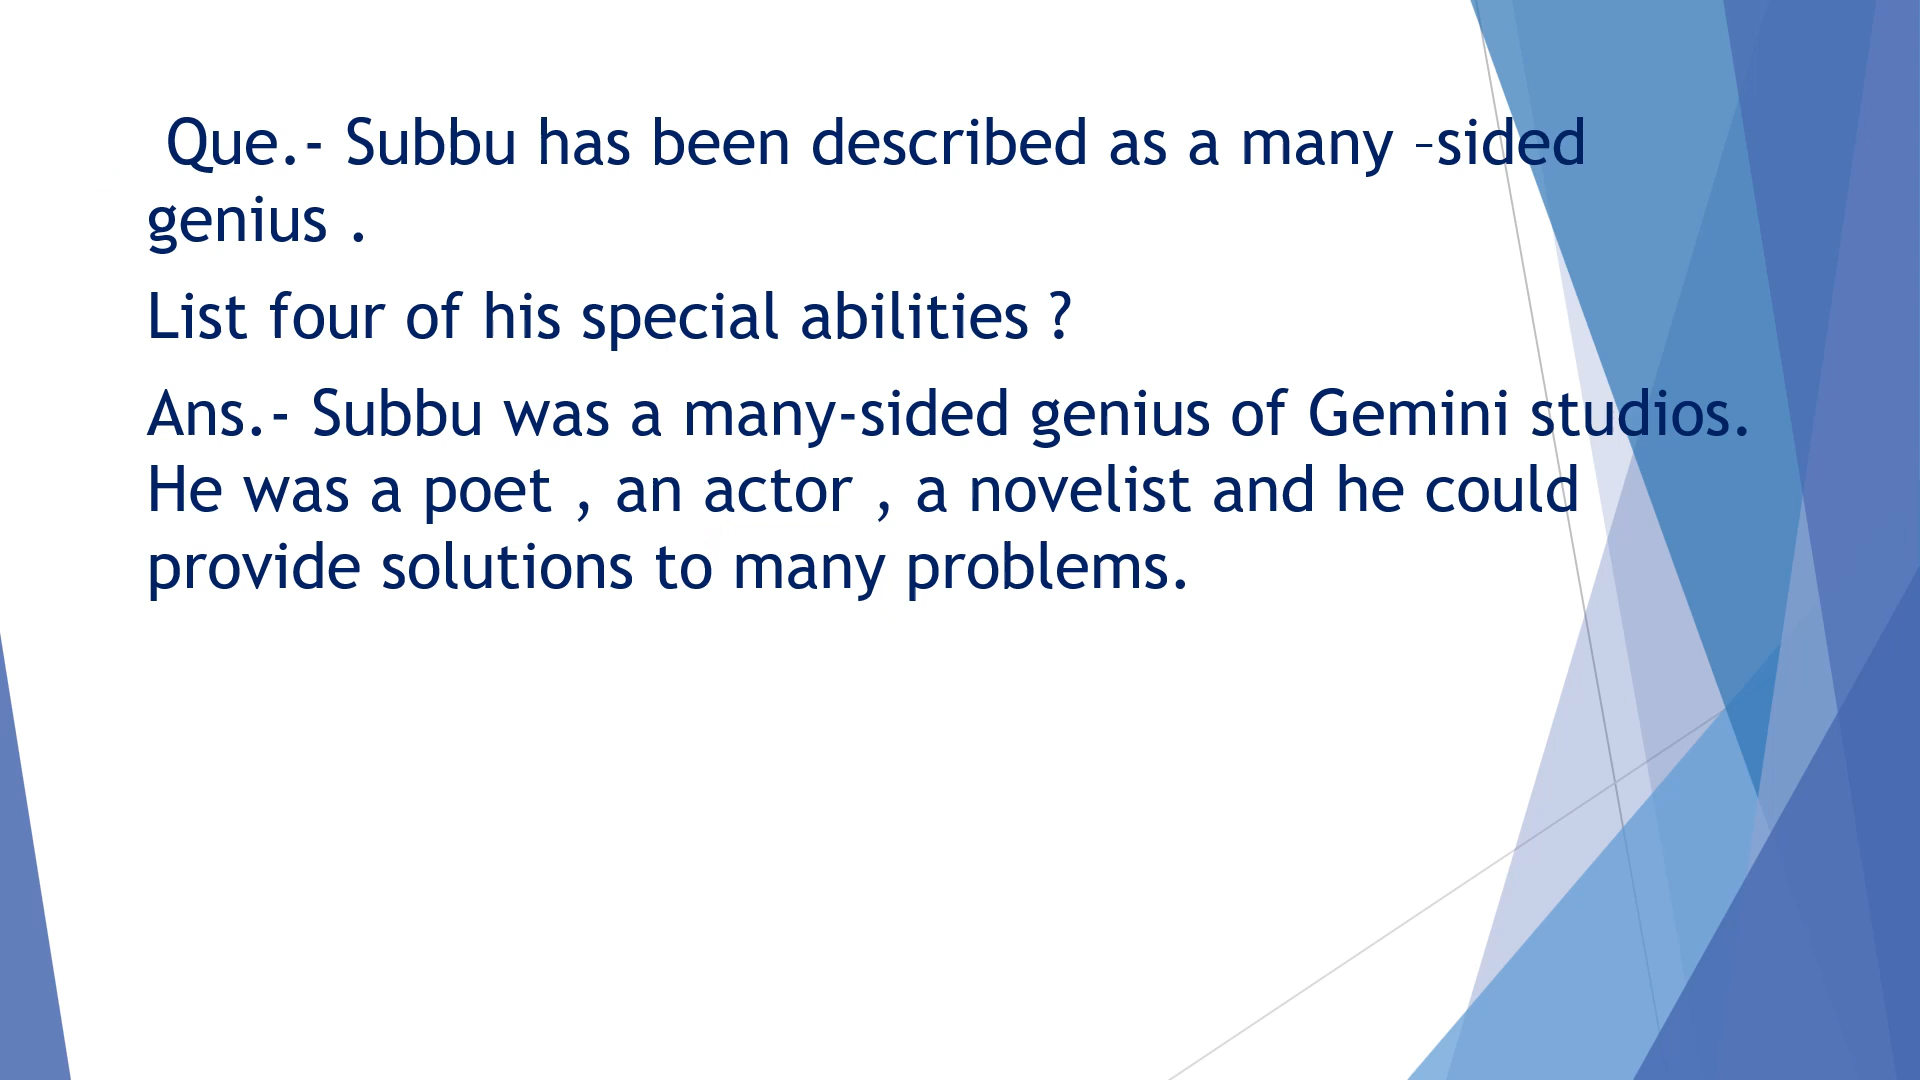 Que.- Subbu has been described as a many –sided
genius .
List four of his special abilities ?
Ans.- Subbu was a many-sided genius of Gemini studios.
He was a poet , an actor , a novelist and he could
provide solutions to many problems.